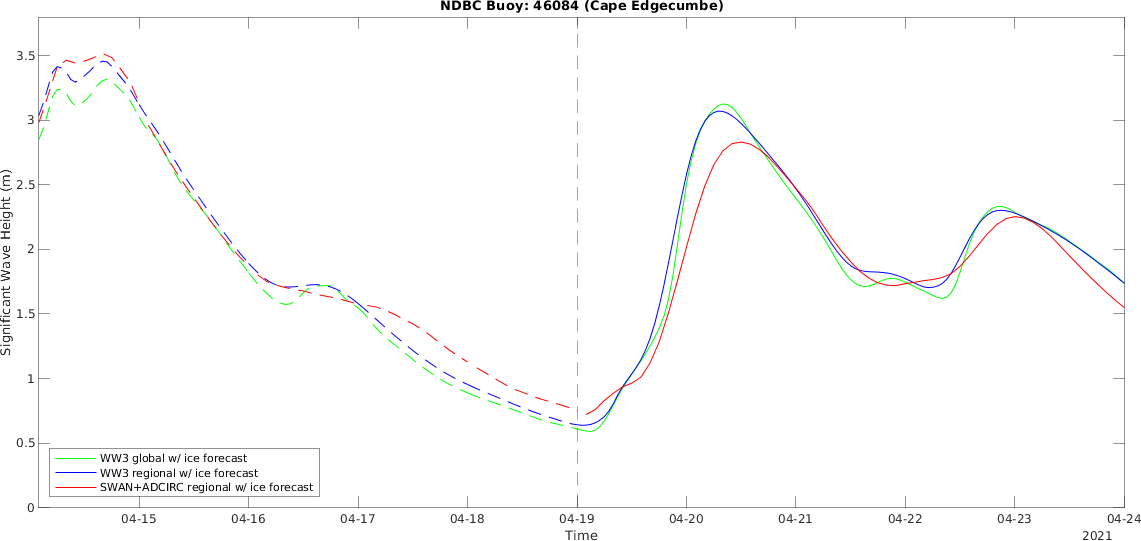 NDBC Buoy: 46084 (Cape Edgecumbe)
Significant Wave Height (m)
3.5
3
2.5
2
1.5
1
0.5
0
WW3 global w/ ice forecast
WW3 regional w/ ice forecast
SWAN+ADCIRC regional w/ ice forecast
04-15 04-16 04-17 04-18 04-19 04-20 04-21 04-22 04-23 04-24
Time
2021